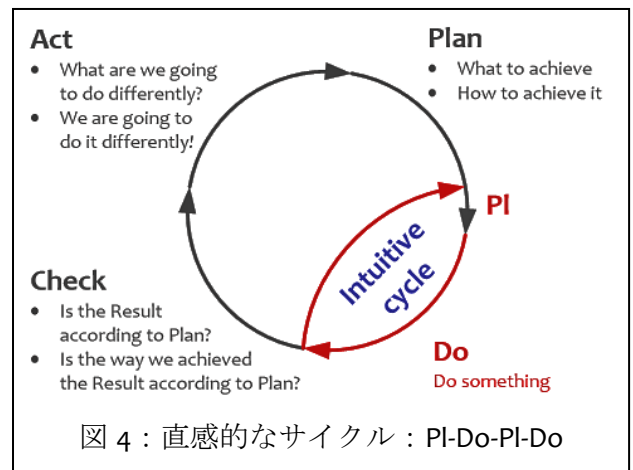 Act
• What are we going
to do differently?
• We are going to
do it differently!
Plan
• What to achieve
• How to achieve it
Pl
Intuitive
cycle
Check
• Is the Result
according to Plan?
• Is the way we achieved
the Result according to Plan?
Do
Do something
図 4：直感的なサイクル：Pl-Do-Pl-Do